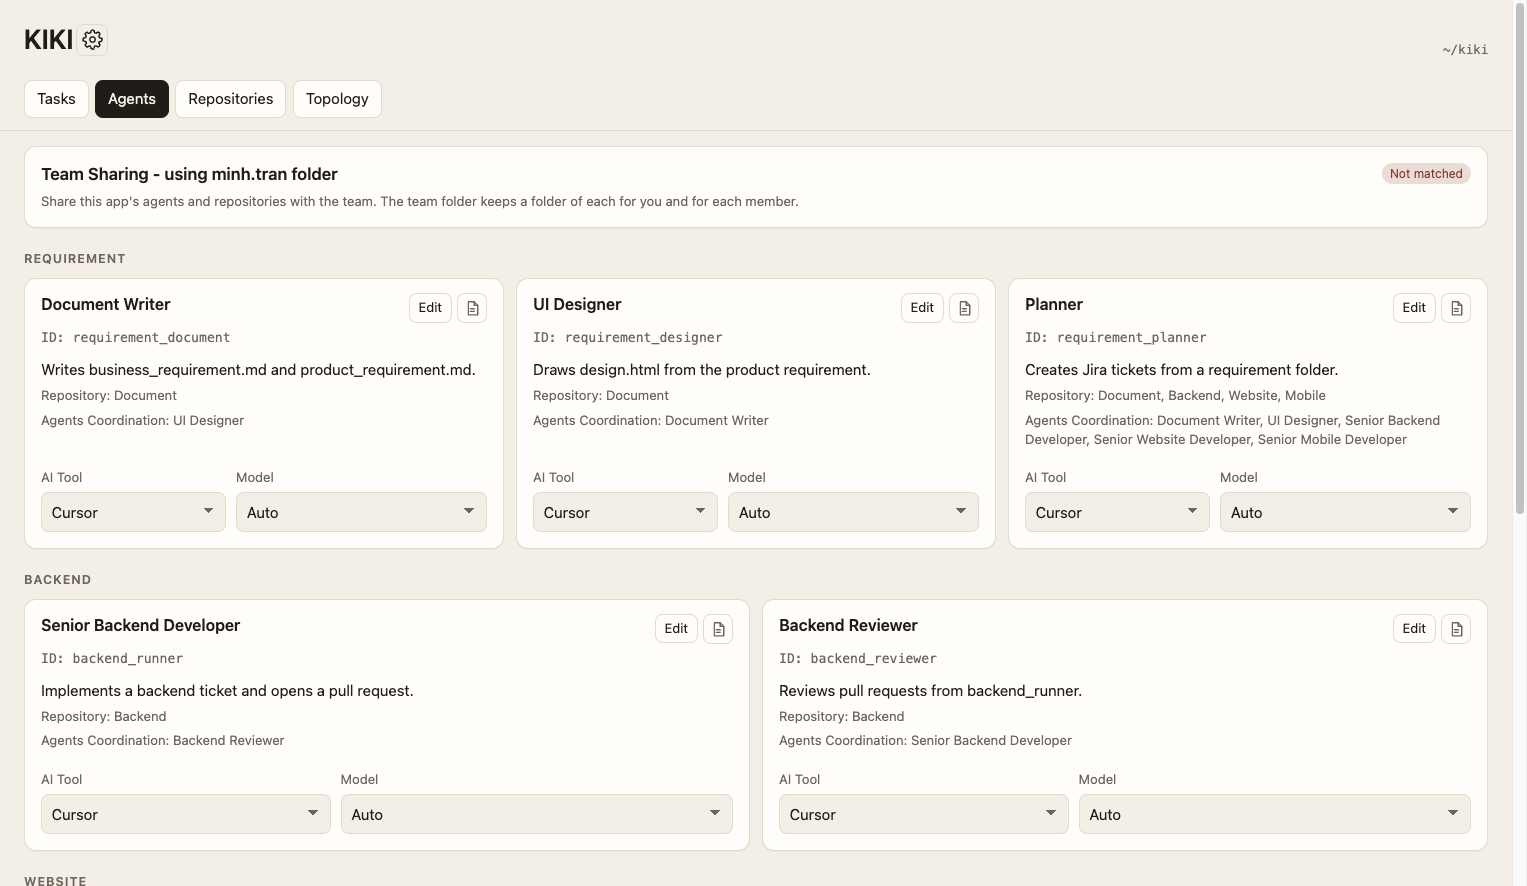 KIKI
~/kiki
Tasks
Agents
Repositories
Topology
Team Sharing - using minh.tran folder
Not matched
Share this app's agents and repositories with the team. The team folder keeps a folder of each for you and for each member.
REQUIREMENT
Document Writer
Edit
ID: requirement_document
Writes business_requirement.md and product_requirement.md.
Repository: Document
Agents Coordination: UI Designer
AI Tool
Model
Cursor
Auto
UI Designer
Edit
ID: requirement_designer
Draws design.html from the product requirement.
Repository: Document
Agents Coordination: Document Writer
AI Tool
Model
Cursor
Auto
Planner
Edit
ID: requirement_planner
Creates Jira tickets from a requirement folder.
Repository: Document, Backend, Website, Mobile
Agents Coordination: Document Writer, UI Designer, Senior Backend
Developer, Senior Website Developer, Senior Mobile Developer
AI Tool
Model
Cursor
Auto
BACKEND
Senior Backend Developer
Edit
ID: backend_runner
Implements a backend ticket and opens a pull request.
Repository: Backend
Agents Coordination: Backend Reviewer
AI Tool
Model
Cursor
Auto
Backend Reviewer
Edit
ID: backend_reviewer
Reviews pull requests from backend_runner.
Repository: Backend
Agents Coordination: Senior Backend Developer
AI Tool
Model
Cursor
Auto
WEBSITE